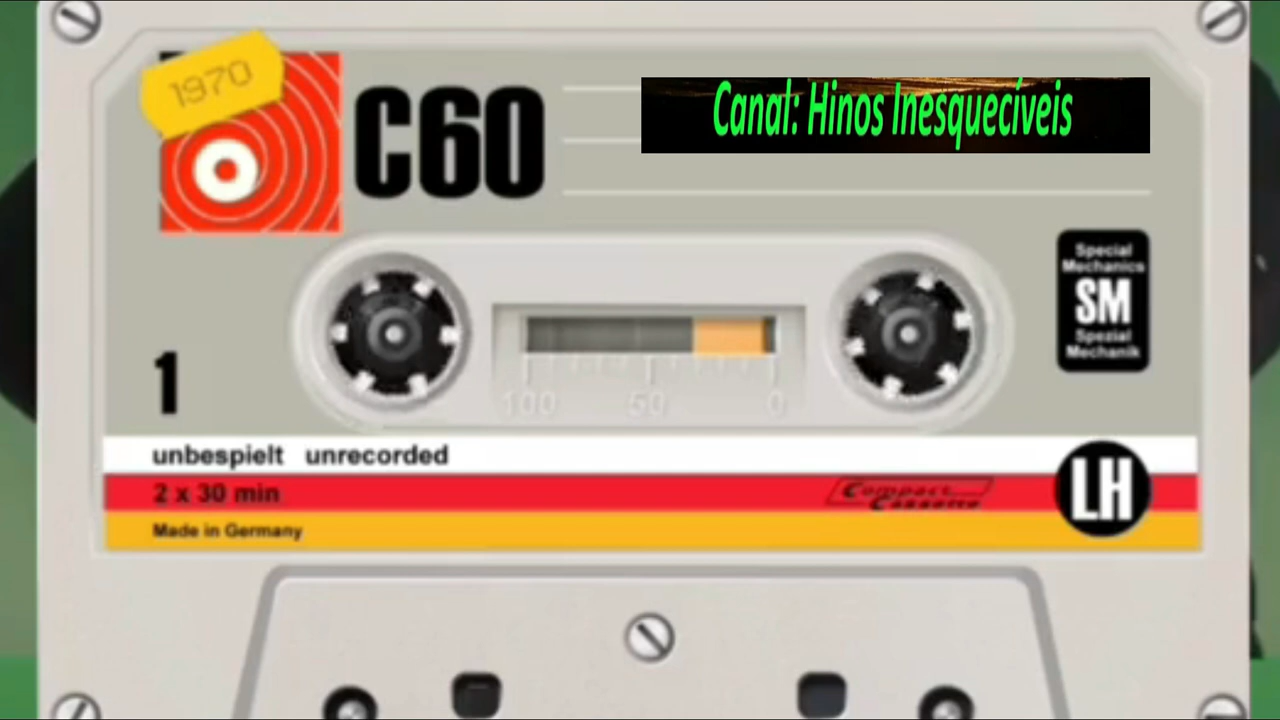 1970
C60
Canal: Hinos Inesquecíveis
Special
Mechanics
SM
Spezial
Mechanik
1
100 50 0
unbespielt unrecorded
2 x 30 min
Compact
Cassette
LH
Made in Germany